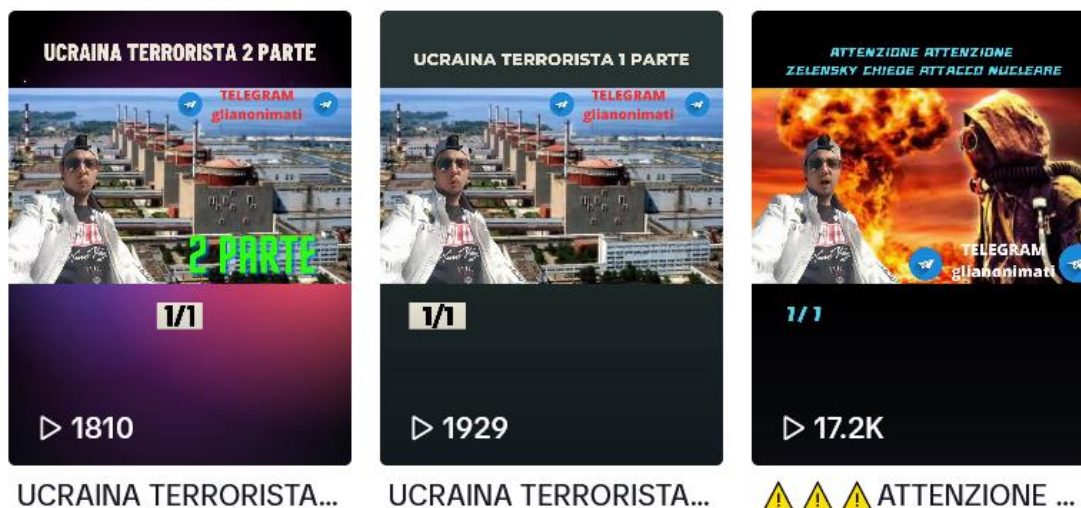 UCRAINA TERRORISTA 2 PARTE
TELEGRAM
glianonimati
2 PARTE
1/1
1810
UCRAINA TERRORISTA...
UCRAINA TERRORISTA 1 PARTE
TELEGRAM
glianonimati
1/1
1929
UCRAINA TERRORISTA...
ATTENZIONE ATTENZIONE
ZELENSKY CHIEDE ATTACCO NUCLEARE
TELEGRAM
glianonimati
1/1
17.2K
ATTENZIONE ...